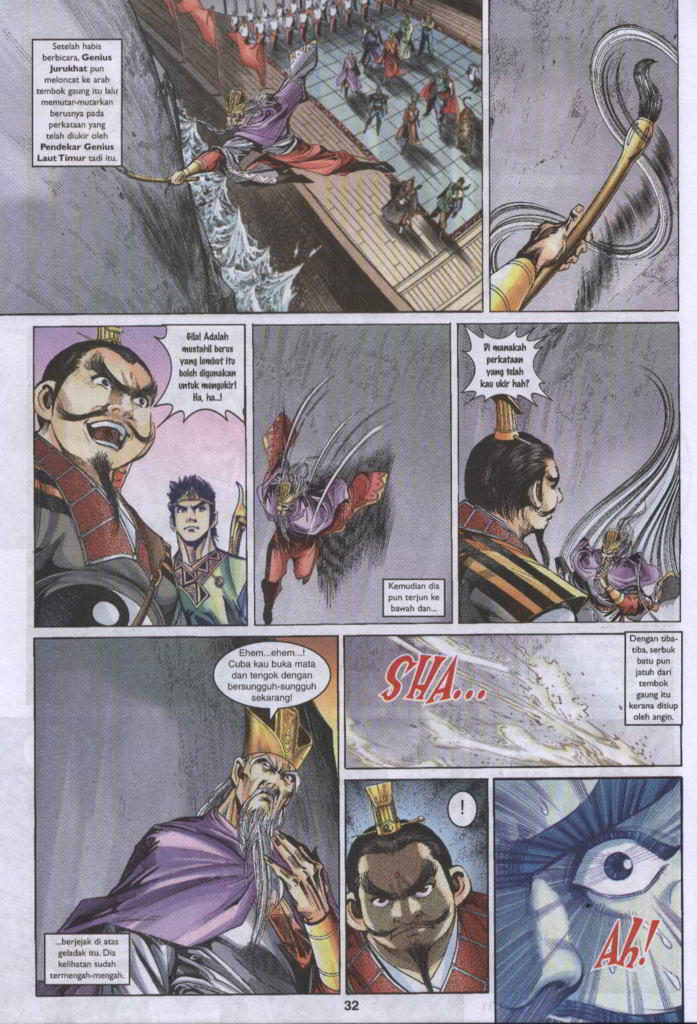 Setelah habis
berbicara, Genius
Jurukhat pun
meloncat ke arah
tembok gaung itu lalu
memutar-mutarkan
berusnya pada
perkataan yang
telah diukir oleh
Pendekar Genius
Laut Timur tadi itu.
Gila! Adalah
mustahil berus
yang lembut itu
boleh digunakan
untuk mengukir!
Ha, ha...!
Kemudian dia
pun terjun ke
bawah dan...
Di manakah
perkataan
yang telah
kau ukir hah?
Ehem...ehem...!
Cuba kau buka mata
dan tengok dengan
bersungguh-sungguh
sekarang!
...berjejak di atas
geladak itu. Dia
kelihatan sudah
termengah-mengah.
SHA...
Dengan tiba-
tiba, serbuk
batu pun
jatuh dari
tembok
gaung itu
kerana ditiup
oleh angin.
!
Ah!
32